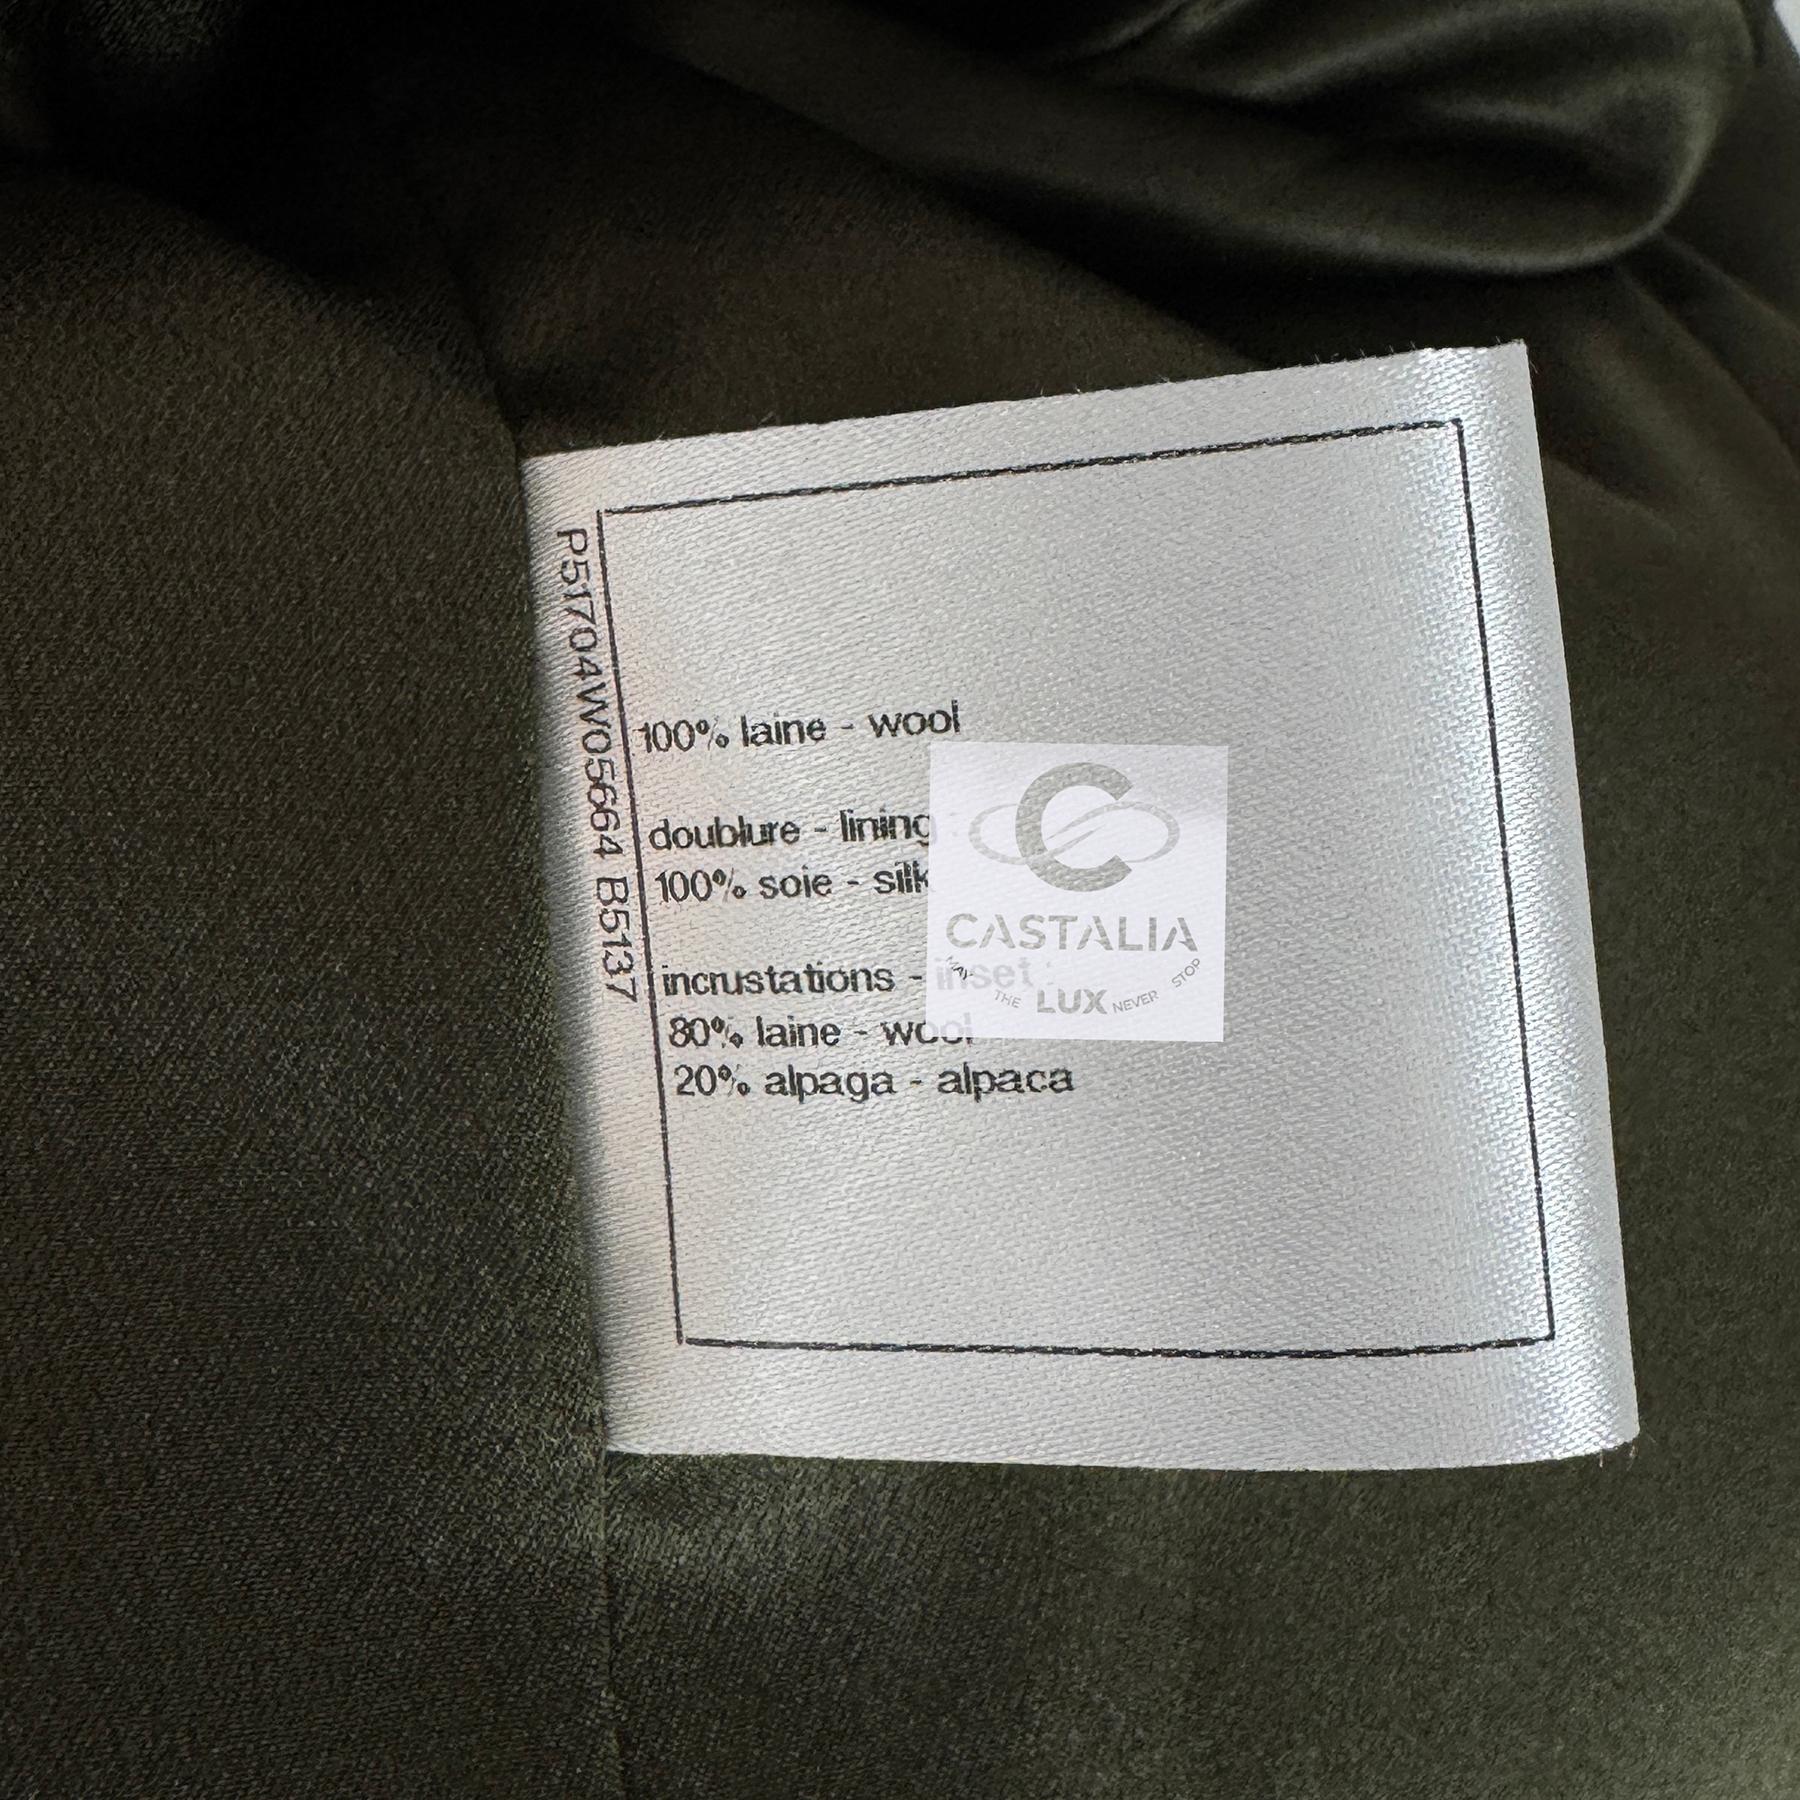 P51704W05664 B5137
100% laine - wool
doublure - lining
100% soie - silk
incrustations - inset :
80% laine - wool
20% alpaga - alpaca
C
CASTALIA
MAY THE LUX NEVER STOP